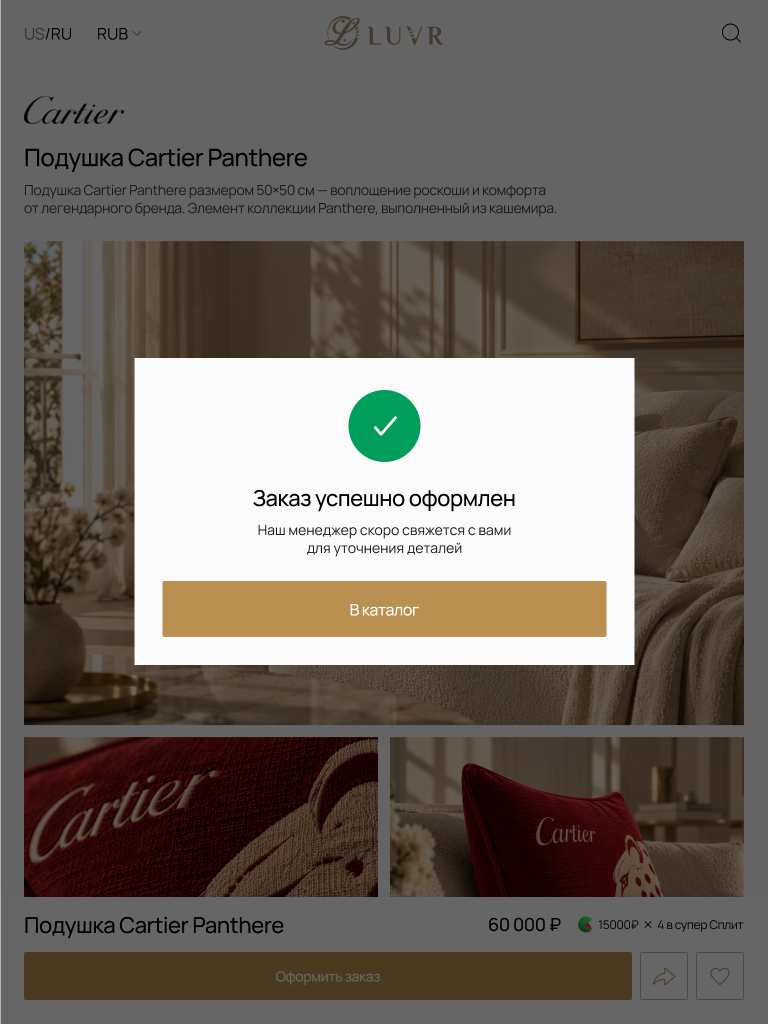 US/RU
RUB
LUVR
Cartier
Подушка Cartier Panthere
Подушка Cartier Panthere размером 50×50 см — воплощение роскоши и комфорта
от легендарного бренда. Элемент коллекции Panthere, выполненный из кашемира.
Заказ успешно оформлен
Наш менеджер скоро свяжется с вами
для уточнения деталей
В каталог
Cartier
Cartier
Подушка Cartier Panthere
60 000 ₽
15000₽ × 4 в супер Сплит
Оформить заказ